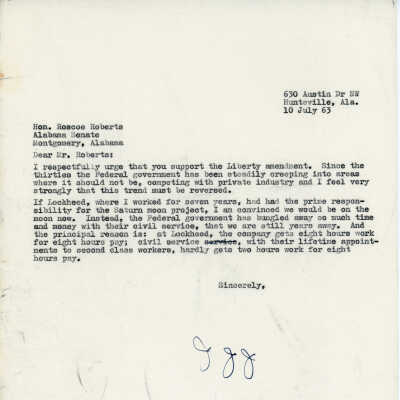 630 Austin Dr NW
Huntsville, Ala.
10 July 63
Hon. Roscoe Roberts
Alabama Senate
Montgomery, Alabama
Dear Mr. Roberts:
I respectfully urge that you support the Liberty amendment. Since the
thirties the Federal government has been steadily creeping into areas
where it should not be, competing with private industry and I feel very
strongly that this trend must be reversed.
If Lockheed, where I worked for seven years, had had the prime respon-
sibility for the Saturn moon project, I am convinced we would be on the
moon now. Instead, the Federal government has bungled away so much time
and money with their civil service, that we are still years away. And
the principal reason is: at Lockheed, the company gets eight hours work
for eight hours pay; civil service service, with their lifetime appoint-
ments to second class workers, hardly gets two hours work for eight
hours pay.
Sincerely,